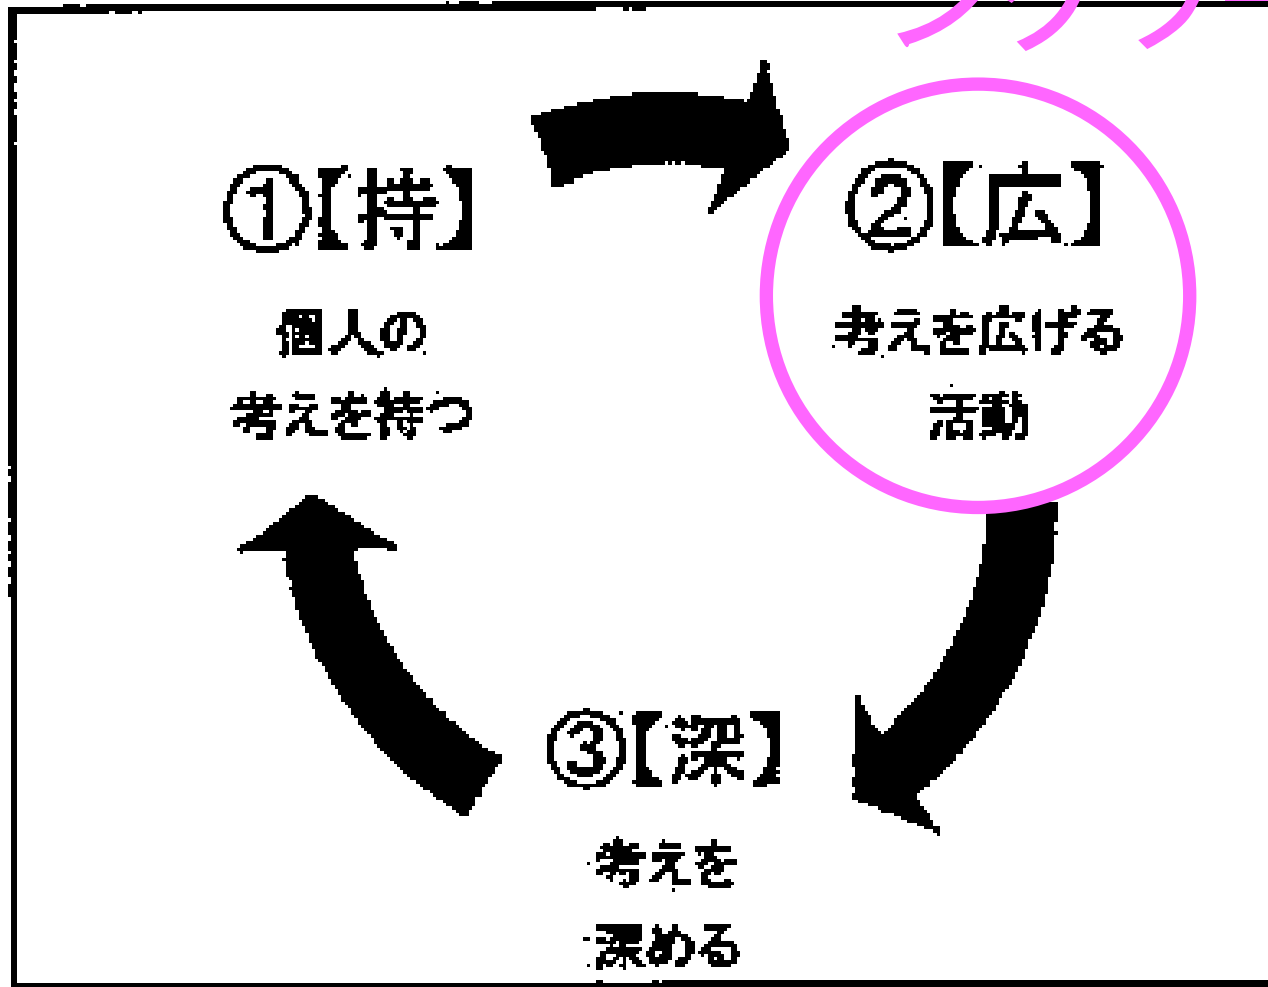 ①【持】
個人の
考えを持つ
②【広】
考えを広げる
活動
③【深】
考えを
深める